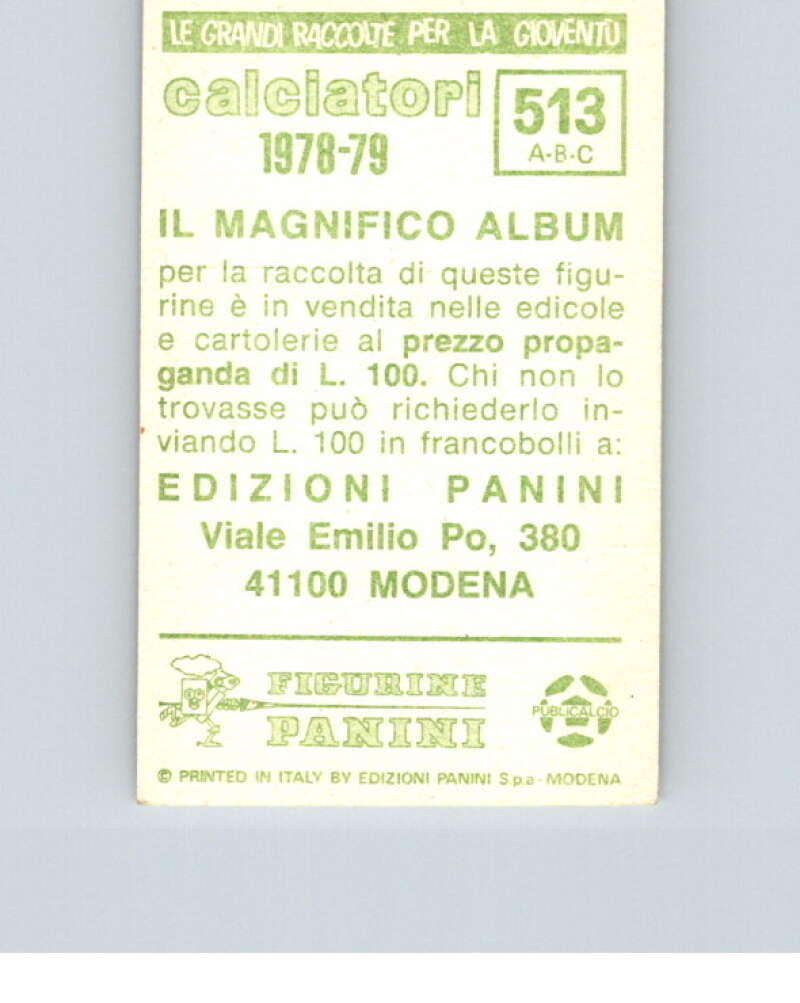 LE GRANDI RACCOLTE PER LA GIOVENTÙ
calciatori
1978-79
513
A-B-C
IL MAGNIFICO ALBUM
per la raccolta di queste figu-
rine è in vendita nelle edicole
e cartolerie al prezzo propa-
ganda di L. 100. Chi non lo
trovasse può richiederlo in-
viando L. 100 in francobolli a:
EDIZIONI PANINI
Viale Emilio Po, 380
41100 MODENA
FIGURINE
PANINI
PUBLICALCIO
© PRINTED IN ITALY BY EDIZIONI PANINI S.p.a - MODENA